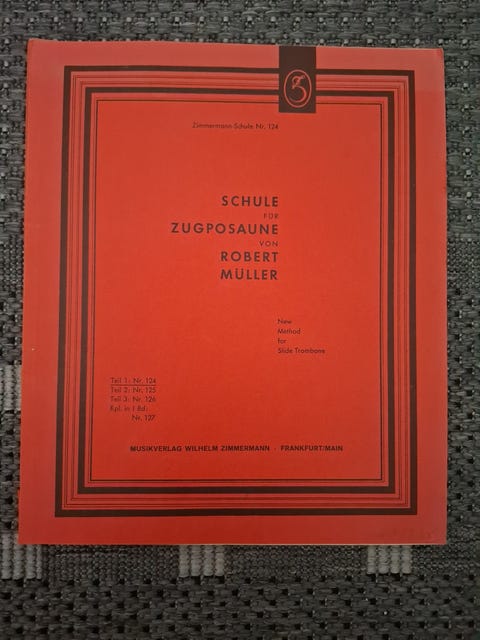 Zimmermann-Schule Nr. 124
SCHULE
FÜR
ZUGPOSAUNE
VON
ROBERT
MÜLLER
New
Method
for
Slide Trombone
Teil 1: Nr. 124
Teil 2: Nr. 125
Teil 3: Nr. 126
Kpl. in 1 Bd.:
Nr. 127
MUSIKVERLAG WILHELM ZIMMERMANN · FRANKFURT/MAIN